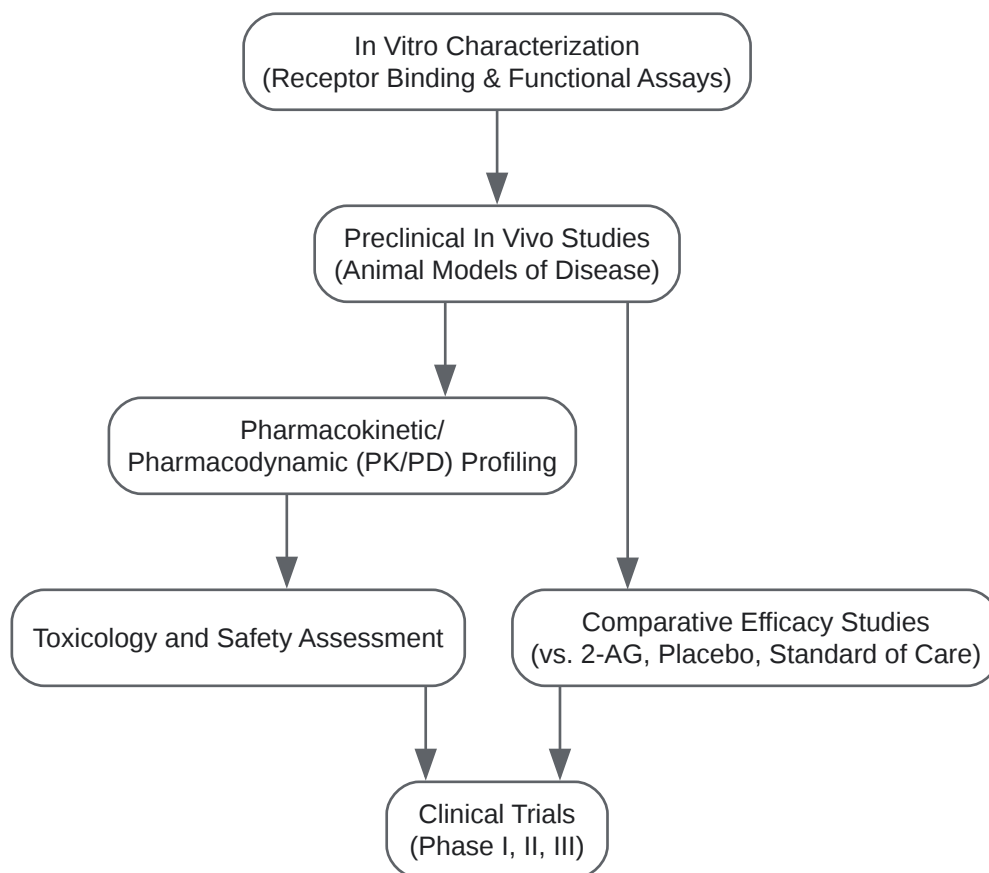 In Vitro Characterization
(Receptor Binding & Functional Assays)
Preclinical In Vivo Studies
(Animal Models of Disease)
Pharmacokinetic/
Pharmacodynamic (PK/PD) Profiling
Toxicology and Safety Assessment
Comparative Efficacy Studies
(vs. 2-AG, Placebo, Standard of Care)
Clinical Trials
(Phase I, II, III)